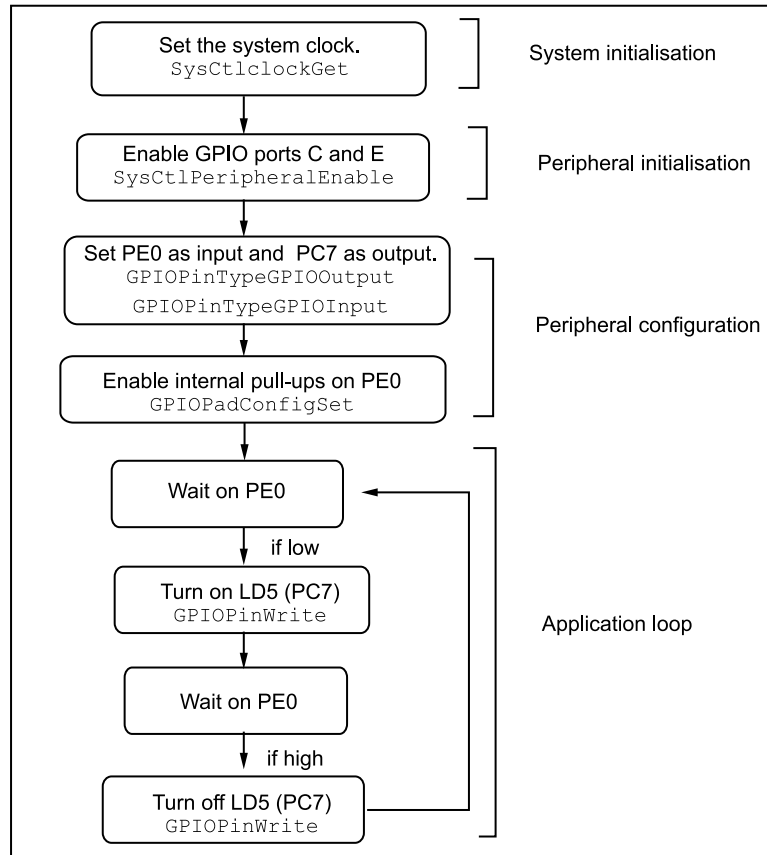 Set the system clock.
SysCtlclockGet
System initialisation
Enable GPIO ports C and E
SysCtlPeripheralEnable
Peripheral initialisation
Set PE0 as input and PC7 as output.
GPIOPinTypeGPIOOutput
GPIOPinTypeGPIOInput
Peripheral configuration
Enable internal pull-ups on PE0
GPIOPadConfigSet
Wait on PE0
if low
Turn on LD5 (PC7)
GPIOPinWrite
Application loop
Wait on PE0
if high
Turn off LD5 (PC7)
GPIOPinWrite